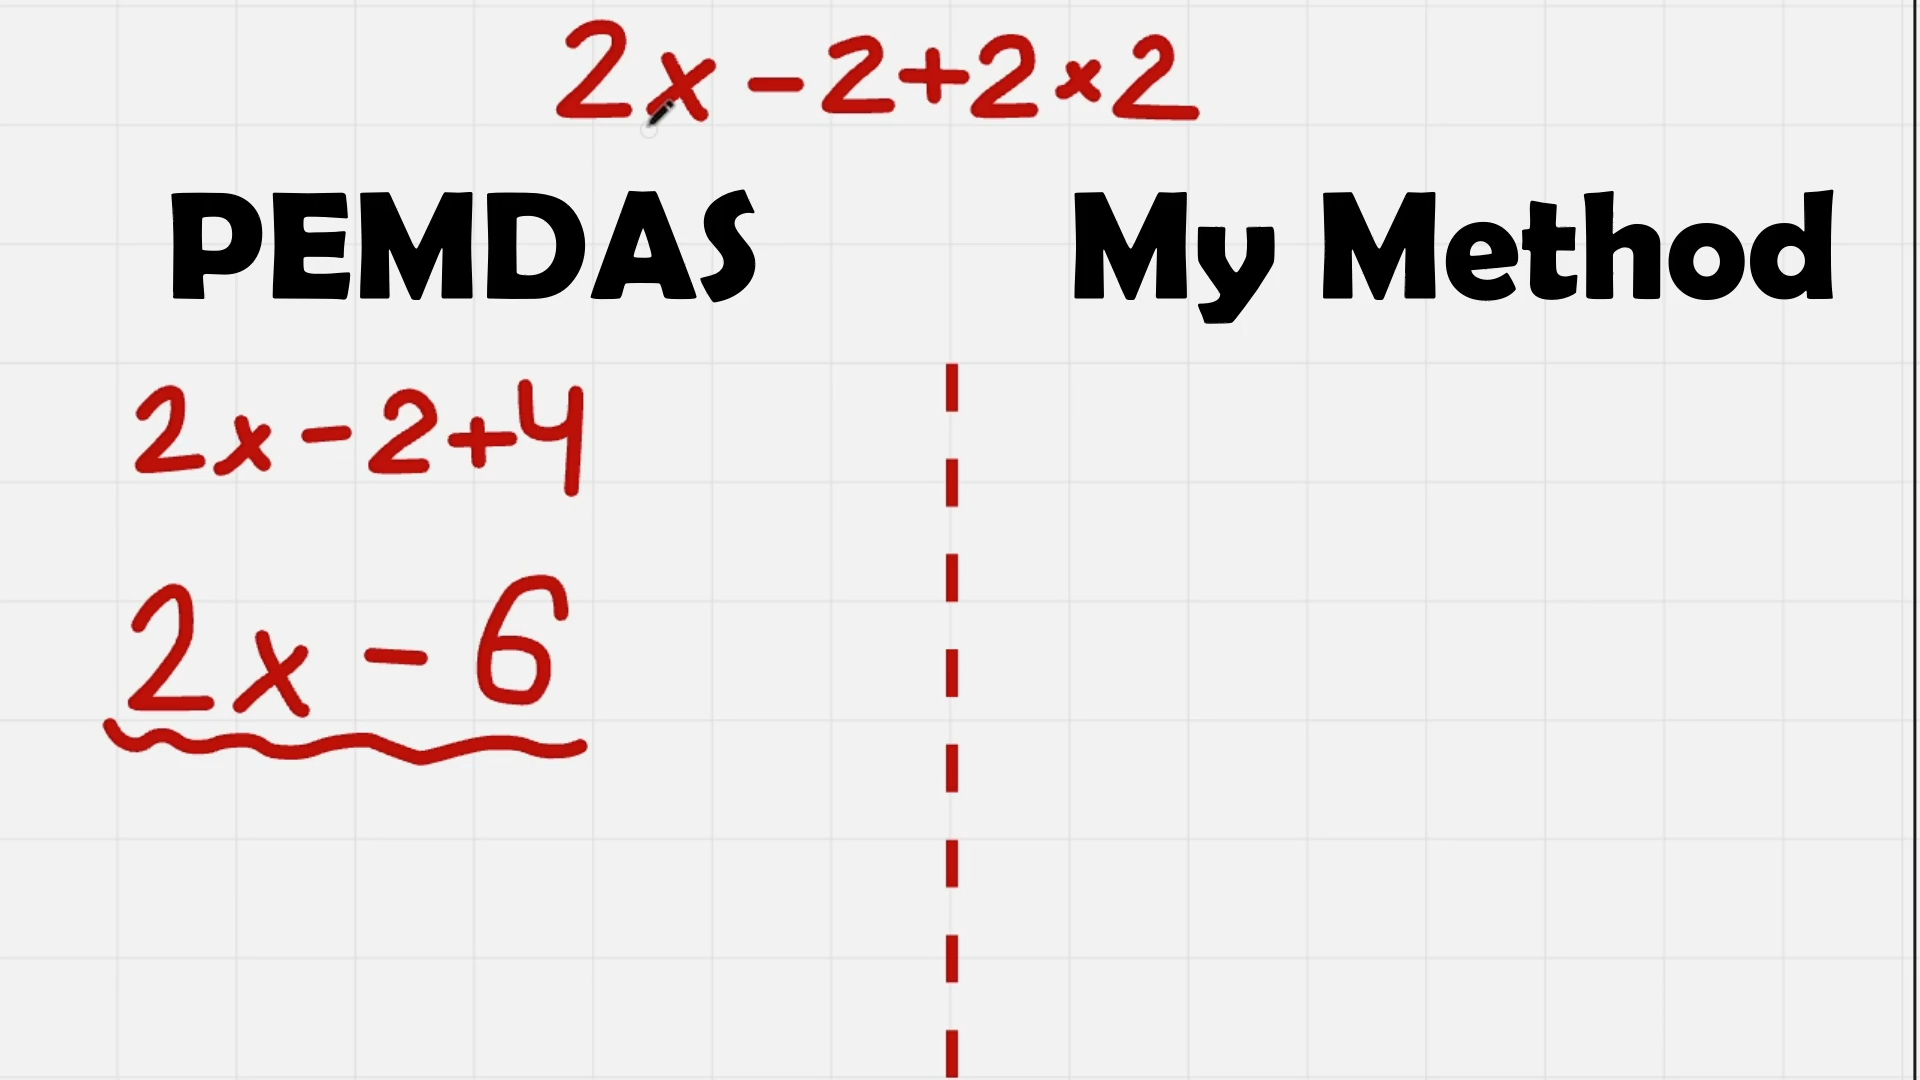 2x - 2 + 2 × 2
PEMDAS
My Method
2x - 2 + 4
2x - 6